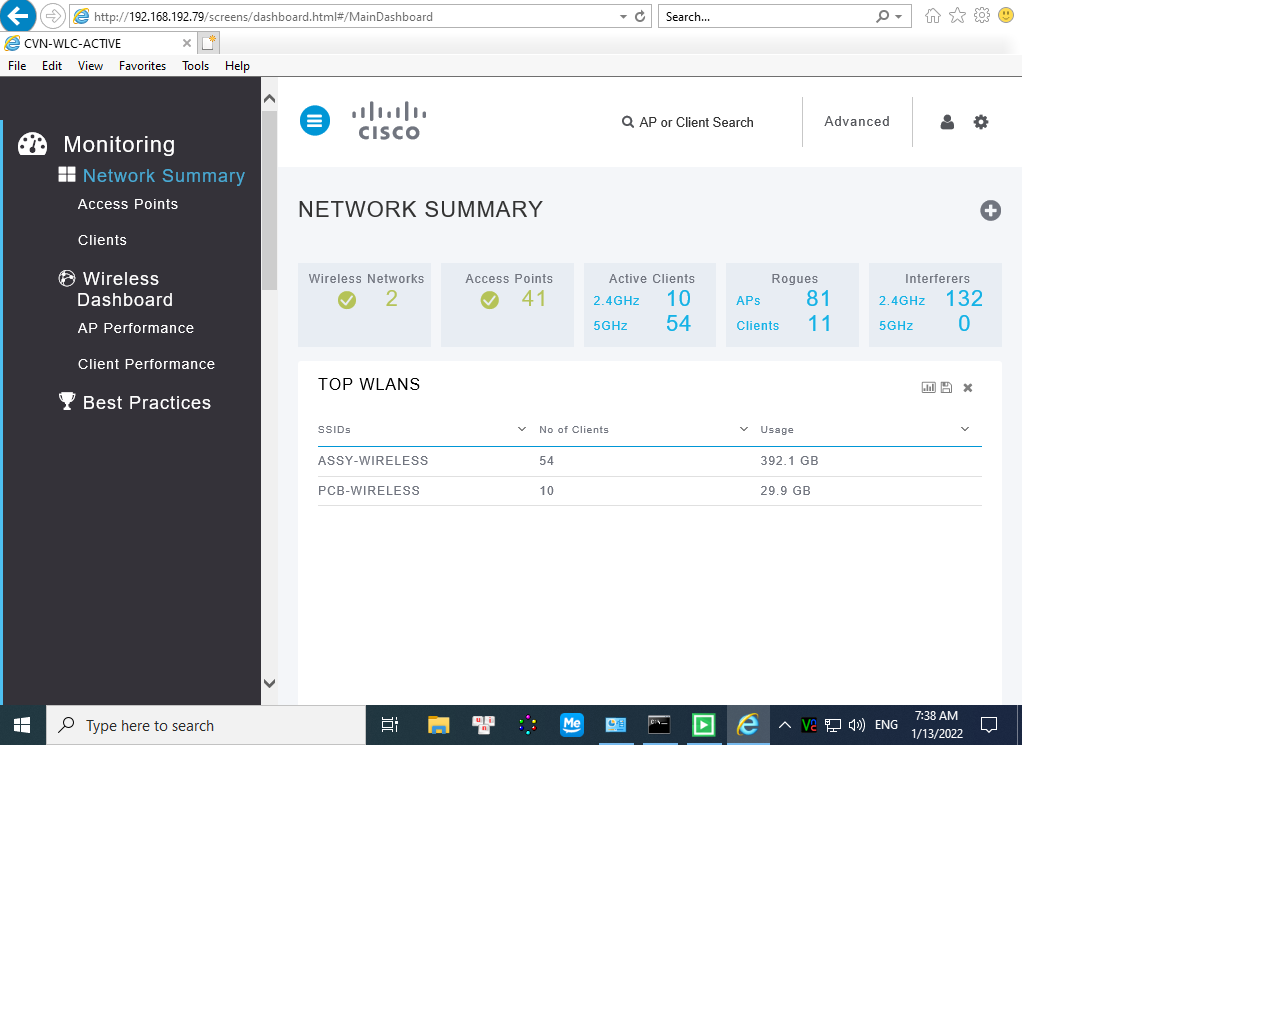 http://192.168.192.79/screens/dashboard.html#/MainDashboard
Search...
CVN-WLC-ACTIVE
File Edit View Favorites Tools Help
Monitoring
Network Summary
Access Points
Clients
Wireless
Dashboard
AP Performance
Client Performance
Best Practices
CISCO
AP or Client Search
Advanced
NETWORK SUMMARY
Wireless Networks
2
Access Points
41
Active Clients
2.4GHz 10
5GHz 54
Rogues
APs 81
Clients 11
Interferers
2.4GHz 132
5GHz 0
TOP WLANS
SSIDs No of Clients Usage
ASSY-WIRELESS 54 392.1 GB
PCB-WIRELESS 10 29.9 GB
Type here to search
Me
ENG
7:38 AM
1/13/2022